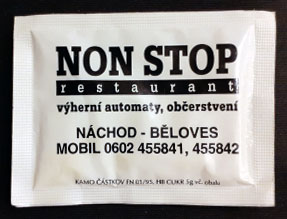 NON STOP
restaurant
výherní automaty, občerstvení
NÁCHOD - BĚLOVES
MOBIL 0602 455841, 455842
KAMO ČÁSTKOV FN 03/95, HB CUKR 5g vč. obalu